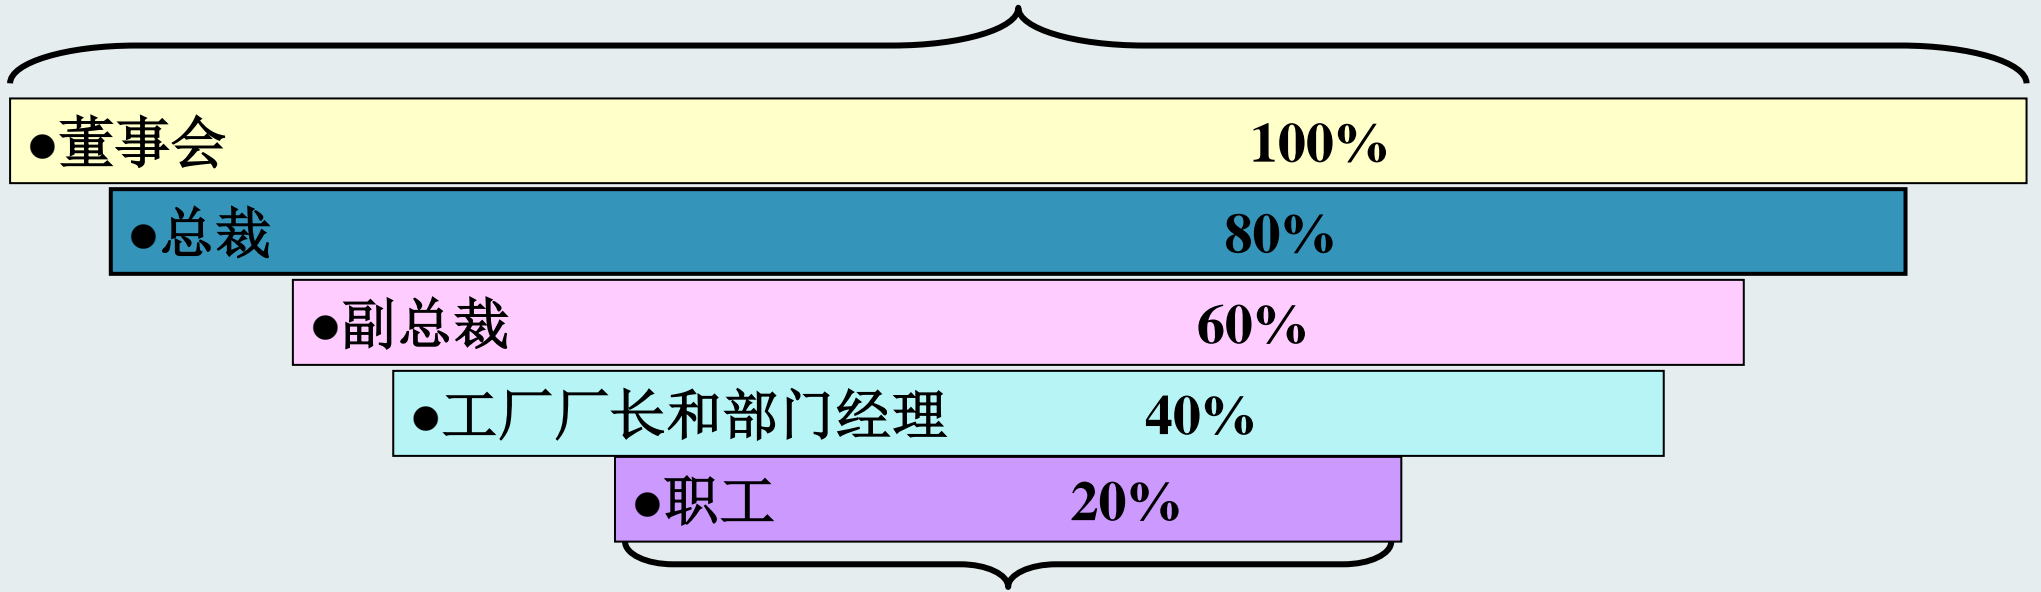 ●董事会 100%
●总裁 80%
●副总裁 60%
●工厂厂长和部门经理 40%
●职工 20%